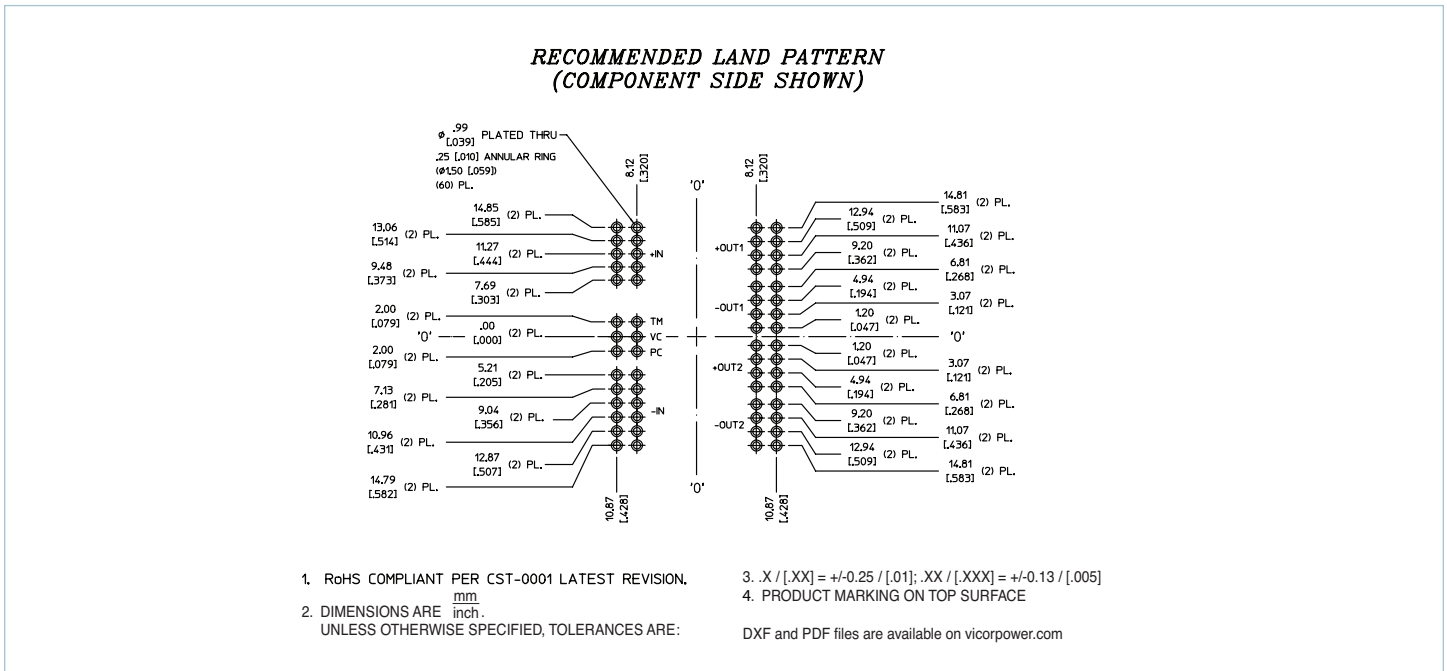 RECOMMENDED LAND PATTERN
(COMPONENT SIDE SHOWN)
ø .99 [.039] PLATED THRU
.25 [.010] ANNULAR RING
(ø1.50 [.059])
(60) PL.
8.12
[.320]
8.12
[.320]
'0'
14.85
[.585] (2) PL.
13.06
[.514] (2) PL.
11.27
[.444] (2) PL.
9.48
[.373] (2) PL.
7.69
[.303] (2) PL.
2.00
[.079] (2) PL.
'0'
.00
[.000] (2) PL.
2.00
[.079] (2) PL.
5.21
[.205] (2) PL.
7.13
[.281] (2) PL.
9.04
[.356] (2) PL.
10.96
[.431] (2) PL.
12.87
[.507] (2) PL.
14.79
[.582] (2) PL.
+IN
TM
VC
PC
-IN
10.87
[.428]
'0'
+OUT1
-OUT1
+OUT2
-OUT2
10.87
[.428]
14.81
[.583] (2) PL.
12.94
[.509] (2) PL.
11.07
[.436] (2) PL.
9.20
[.362] (2) PL.
6.81
[.268] (2) PL.
4.94
[.194] (2) PL.
3.07
[.121] (2) PL.
1.20
[.047] (2) PL.
'0'
1.20
[.047] (2) PL.
3.07
[.121] (2) PL.
4.94
[.194] (2) PL.
6.81
[.268] (2) PL.
9.20
[.362] (2) PL.
11.07
[.436] (2) PL.
12.94
[.509] (2) PL.
14.81
[.583] (2) PL.
1. RoHS COMPLIANT PER CST-0001 LATEST REVISION.
2. DIMENSIONS ARE mm
inch.
UNLESS OTHERWISE SPECIFIED, TOLERANCES ARE:
3. .X / [.XX] = +/-0.25 / [.01]; .XX / [.XXX] = +/-0.13 / [.005]
4. PRODUCT MARKING ON TOP SURFACE
DXF and PDF files are available on vicorpower.com